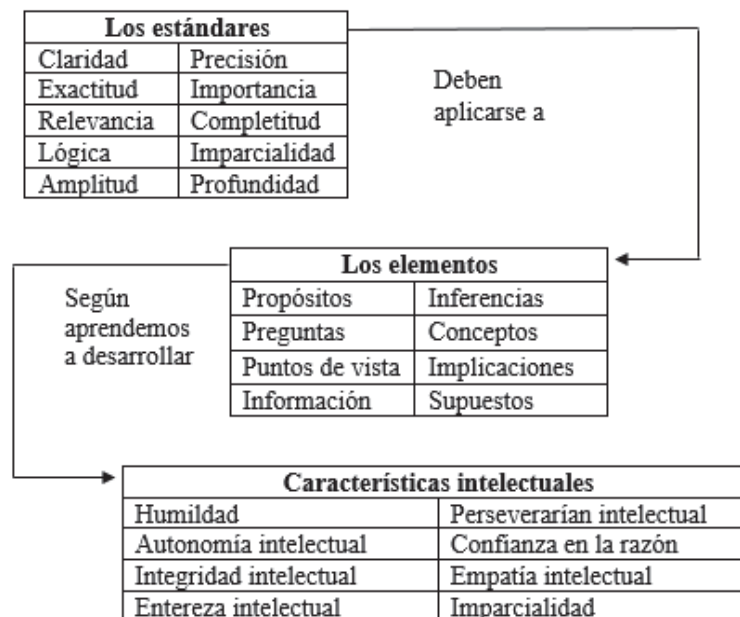 Los estándares
Claridad Precisión
Exactitud Importancia
Relevancia Completitud
Lógica Imparcialidad
Amplitud Profundidad
Deben
aplicarse a
Los elementos
Propósitos Inferencias
Preguntas Conceptos
Puntos de vista Implicaciones
Información Supuestos
Según
aprendemos
a desarrollar
Características intelectuales
Humildad Perseverarían intelectual
Autonomía intelectual Confianza en la razón
Integridad intelectual Empatía intelectual
Entereza intelectual Imparcialidad